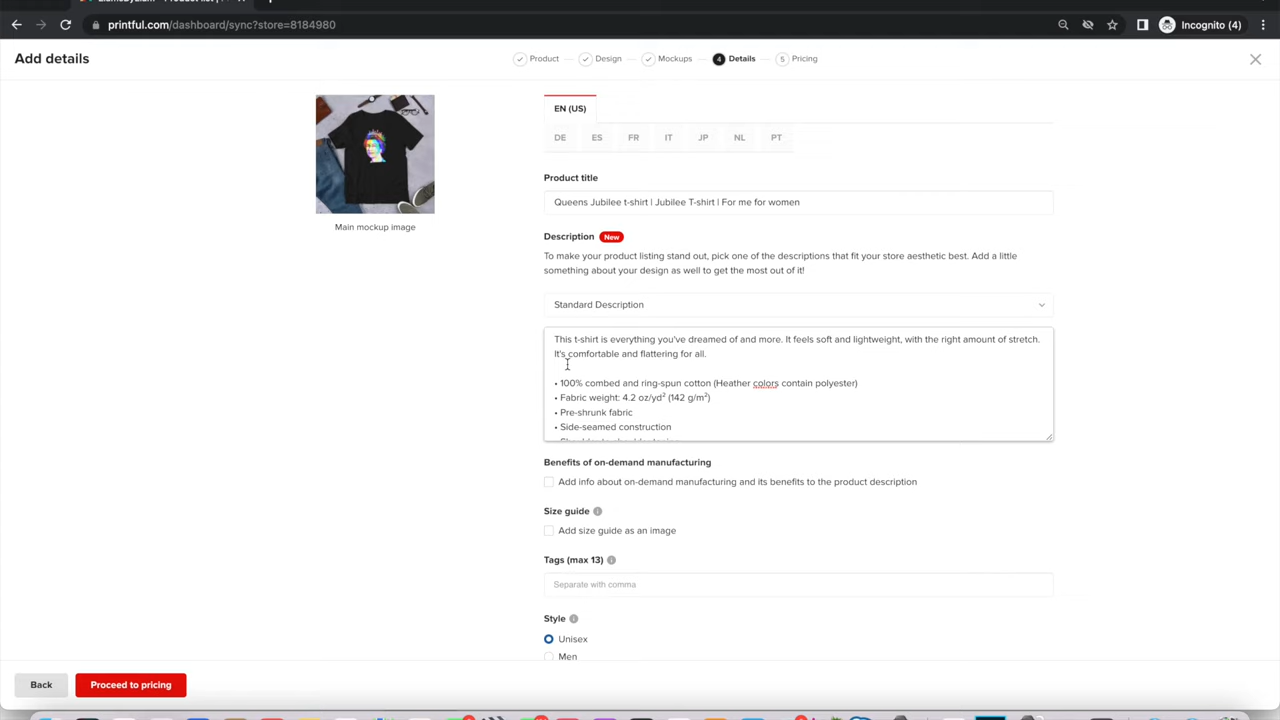 printful.com/dashboard/sync?store=8184980
Incognito (4)
Add details
Product
Design
Mockups
4 Details
5 Pricing
EN (US)
DE ES FR IT JP NL PT
Main mockup image
Product title
Queens Jubilee t-shirt | Jubilee T-shirt | For me for women
Description New
To make your product listing stand out, pick one of the descriptions that fit your store aesthetic best. Add a little
something about your design as well to get the most out of it!
Standard Description
This t-shirt is everything you've dreamed of and more. It feels soft and lightweight, with the right amount of stretch.
It's comfortable and flattering for all.
• 100% combed and ring-spun cotton (Heather colors contain polyester)
• Fabric weight: 4.2 oz/yd² (142 g/m²)
• Pre-shrunk fabric
• Side-seamed construction
Benefits of on-demand manufacturing
Add info about on-demand manufacturing and its benefits to the product description
Size guide
Add size guide as an image
Tags (max 13)
Separate with comma
Style
Unisex
Men
Back
Proceed to pricing